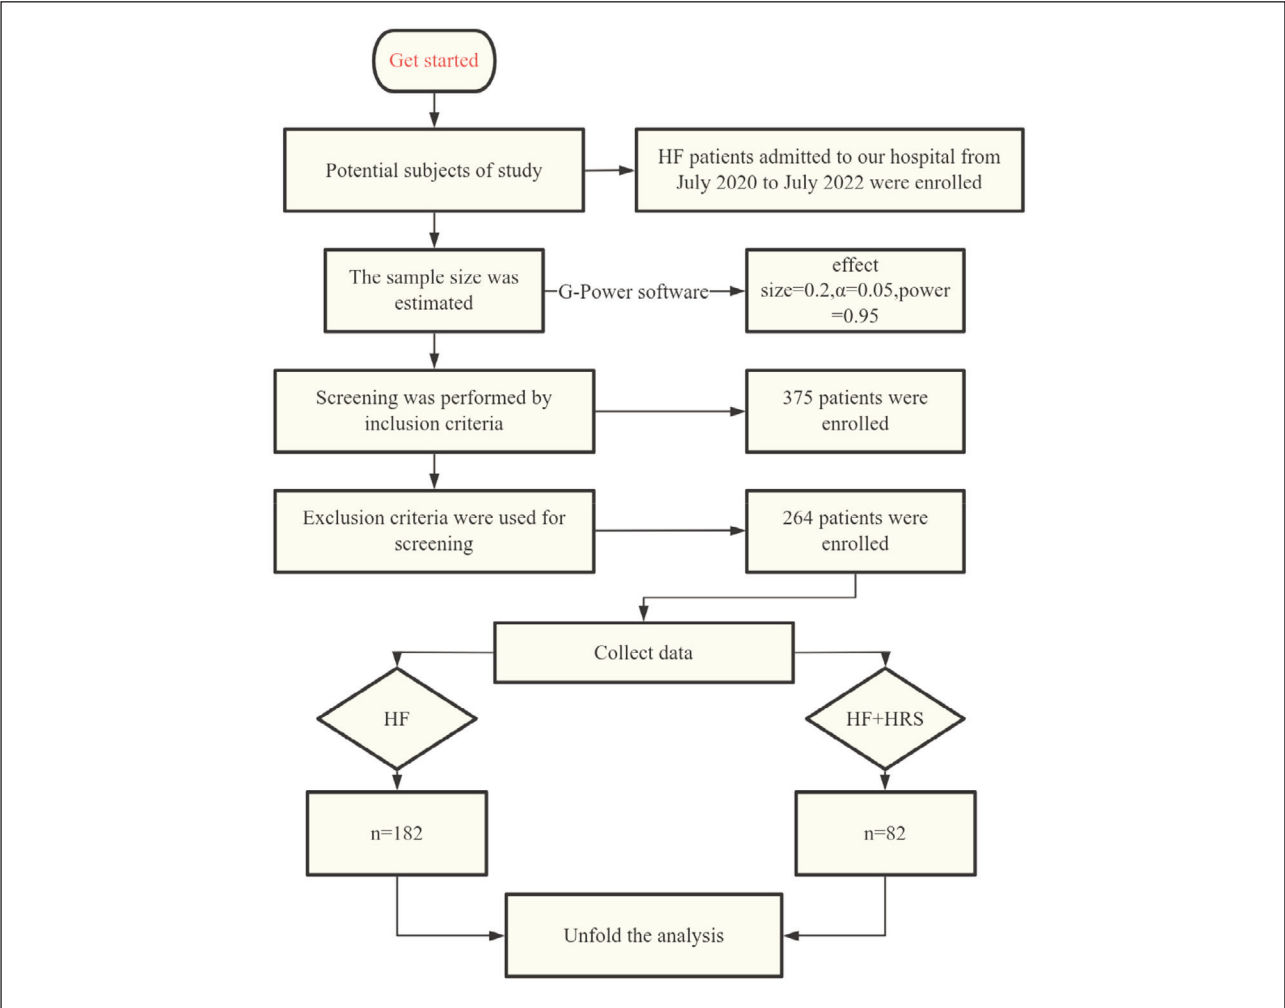 Get started
Potential subjects of study
HF patients admitted to our hospital from
July 2020 to July 2022 were enrolled
The sample size was
estimated
G-Power software
effect
size=0.2,α=0.05,power
=0.95
Screening was performed by
inclusion criteria
375 patients were
enrolled
Exclusion criteria were used for
screening
264 patients were
enrolled
Collect data
HF
HF+HRS
n=182
n=82
Unfold the analysis